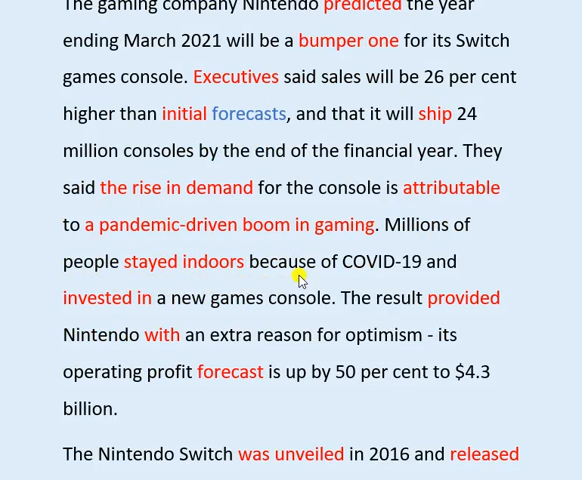 The gaming company Nintendo predicted the year
ending March 2021 will be a bumper one for its Switch
games console. Executives said sales will be 26 per cent
higher than initial forecasts, and that it will ship 24
million consoles by the end of the financial year. They
said the rise in demand for the console is attributable
to a pandemic-driven boom in gaming. Millions of
people stayed indoors because of COVID-19 and
invested in a new games console. The result provided
Nintendo with an extra reason for optimism - its
operating profit forecast is up by 50 per cent to $4.3
billion.
The Nintendo Switch was unveiled in 2016 and released